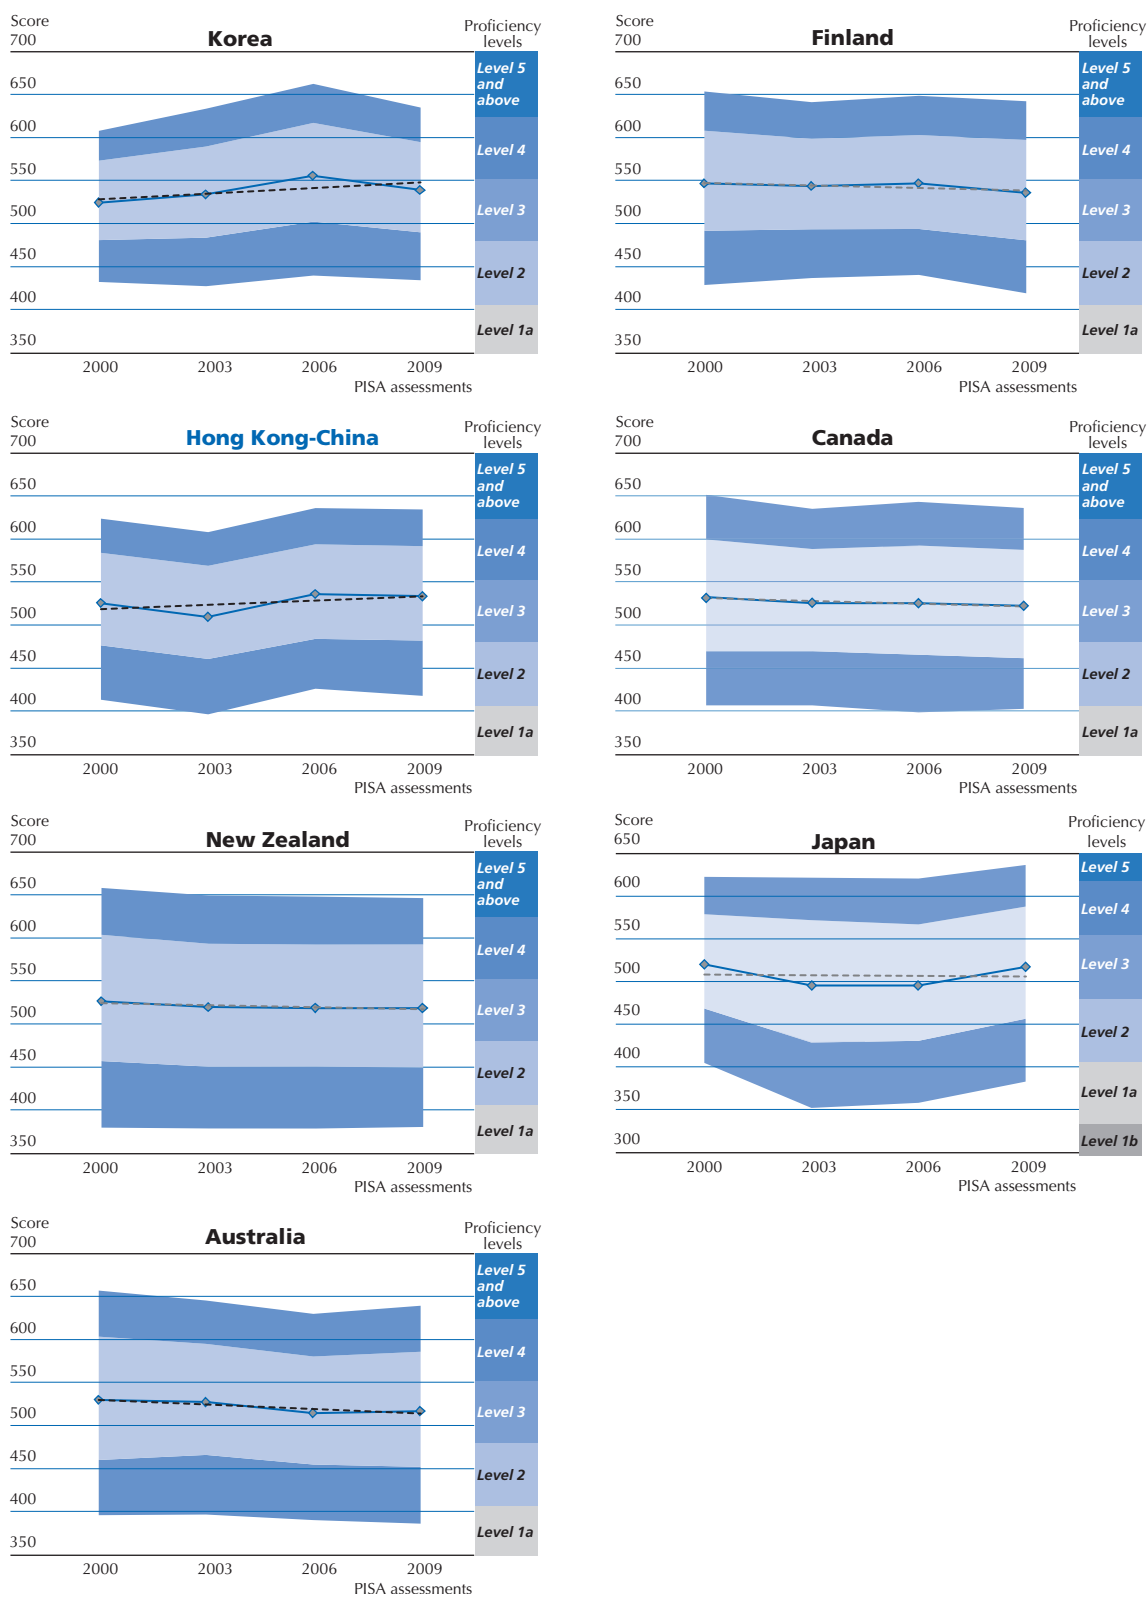 Score
700
Korea
Proficiency
levels
650
600
550
500
450
400
350
Level 5
and
above
Level 4
Level 3
Level 2
Level 1a
2000 2003 2006 2009
PISA assessments
Score
700
Finland
Proficiency
levels
650
600
550
500
450
400
350
Level 5
and
above
Level 4
Level 3
Level 2
Level 1a
2000 2003 2006 2009
PISA assessments
Score
700
Hong Kong-China
Proficiency
levels
650
600
550
500
450
400
350
Level 5
and
above
Level 4
Level 3
Level 2
Level 1a
2000 2003 2006 2009
PISA assessments
Score
700
Canada
Proficiency
levels
650
600
550
500
450
400
350
Level 5
and
above
Level 4
Level 3
Level 2
Level 1a
2000 2003 2006 2009
PISA assessments
Score
700
New Zealand
Proficiency
levels
650
600
550
500
450
400
350
Level 5
and
above
Level 4
Level 3
Level 2
Level 1a
2000 2003 2006 2009
PISA assessments
Score
650
Japan
Proficiency
levels
600
550
500
450
400
350
300
Level 5
Level 4
Level 3
Level 2
Level 1a
Level 1b
2000 2003 2006 2009
PISA assessments
Score
700
Australia
Proficiency
levels
650
600
550
500
450
400
350
Level 5
and
above
Level 4
Level 3
Level 2
Level 1a
2000 2003 2006 2009
PISA assessments